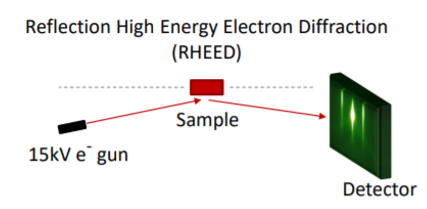 Reflection High Energy Electron Diffraction
(RHEED)
Sample
15kV e⁻ gun
Detector